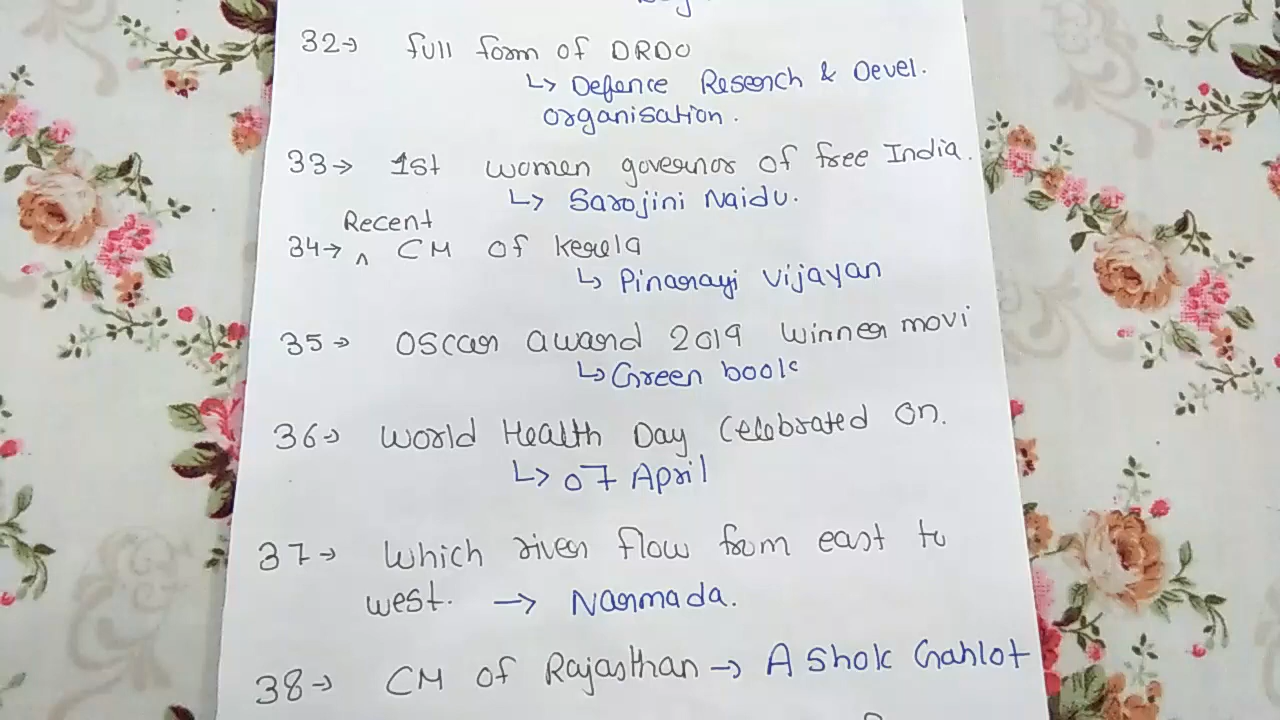 32→ full form of DRDO
↳ Defence Research & Devel.
organisation.
33→ 1st women governor of free India.
↳ Sarojini Naidu.
Recent
34→ ^ CM of kerela
↳ Pinarayi Vijayan
35→ OScar award 2019 winner movi
↳ Green book
36→ World Health Day Celebrated on.
↳ 07 April
37→ Which river flow from east to
west. → Narmada.
38→ CM of Rajasthan → AShok Gahlot